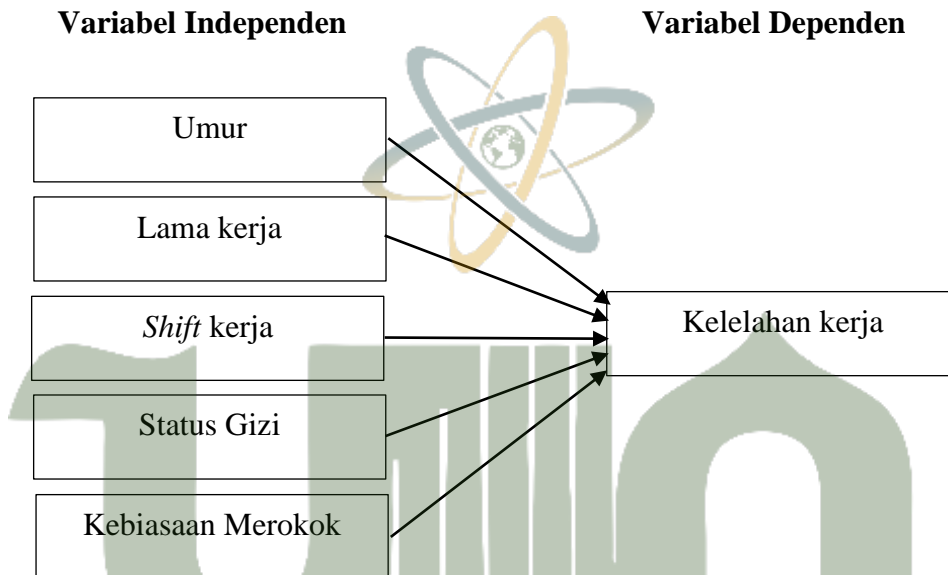 Variabel Independen
Variabel Dependen
Umur
Lama kerja
Shift kerja
Kelelahan kerja
Status Gizi
Kebiasaan Merokok